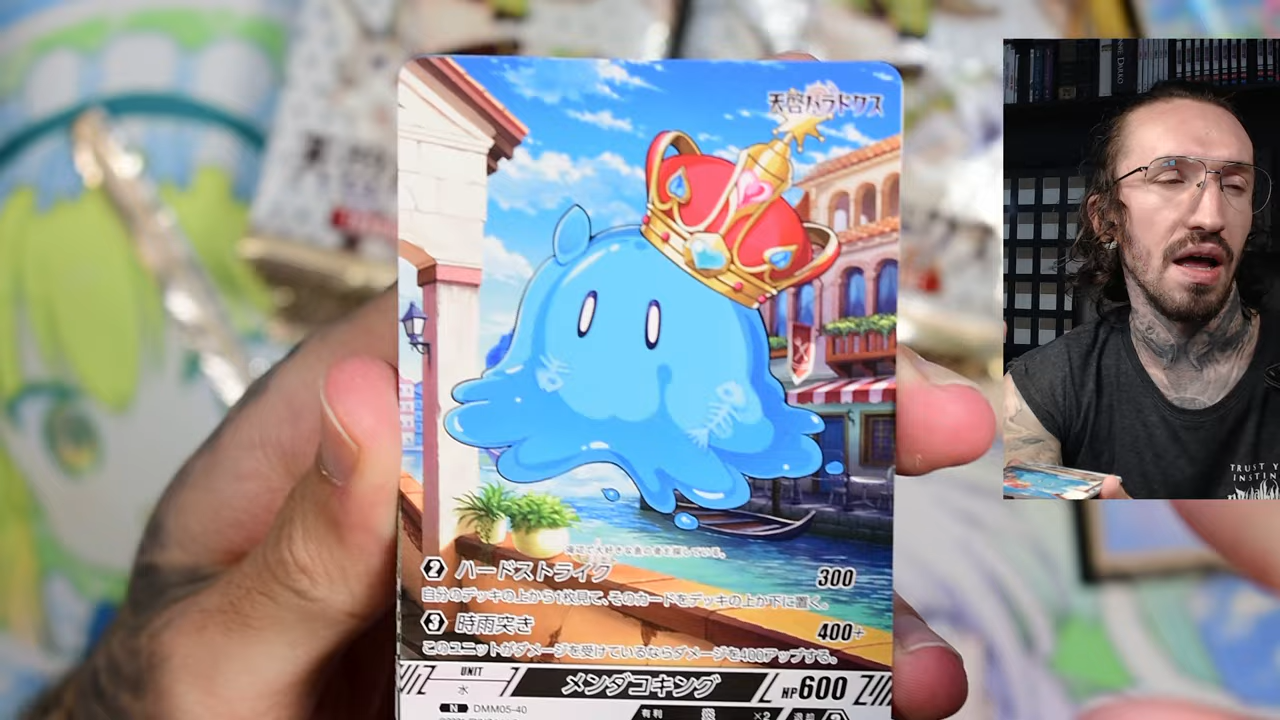 天啓パラドクス
海辺で大好きな魚の骨を探している。
2 ハードストライク 300
自分のデッキの上から1枚見て、そのカードをデッキの上か下に置く。
3 時雨突き 400+
このユニットがダメージを受けているならダメージを400アップする。
UNIT
水
メンダコキング HP600
N DMM05-40
有利 炎 ×2
TRUST Y
INSTIN